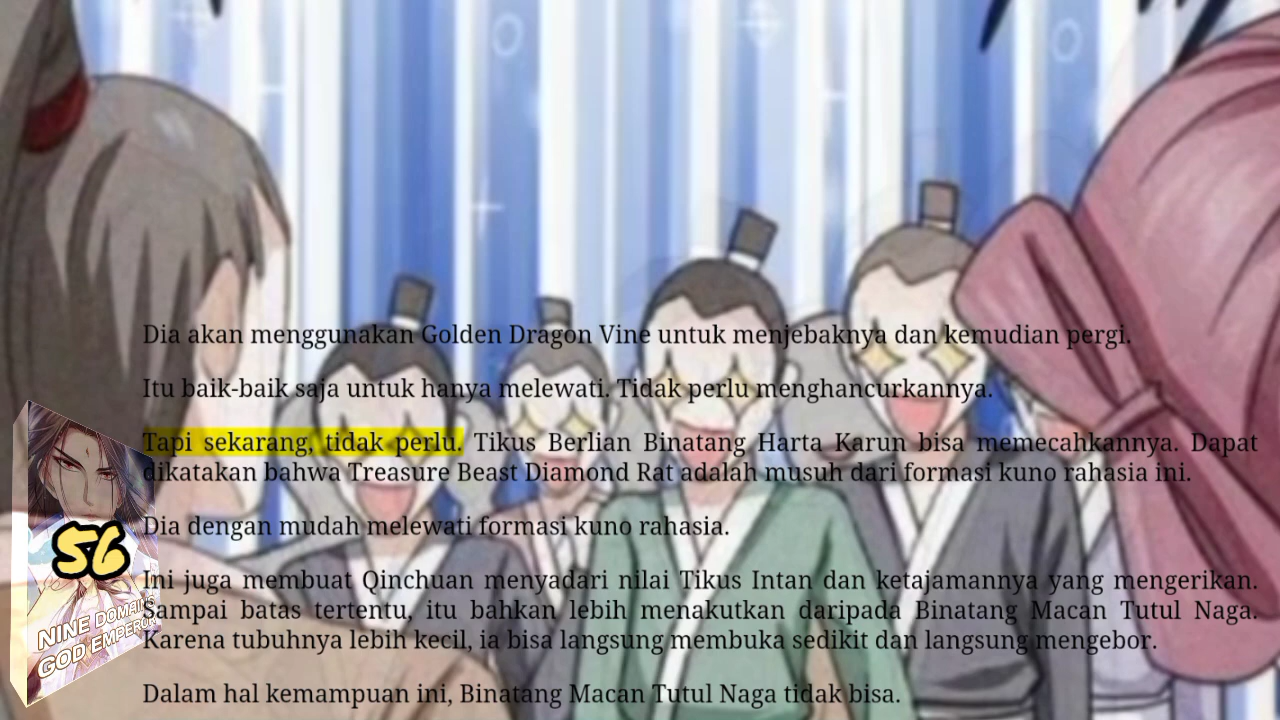 Dia akan menggunakan Golden Dragon Vine untuk menjebaknya dan kemudian pergi.
Itu baik-baik saja untuk hanya melewati. Tidak perlu menghancurkannya.
Tapi sekarang, tidak perlu. Tikus Berlian Binatang Harta Karun bisa memecahkannya. Dapat
dikatakan bahwa Treasure Beast Diamond Rat adalah musuh dari formasi kuno rahasia ini.
Dia dengan mudah melewati formasi kuno rahasia.
Ini juga membuat Qinchuan menyadari nilai Tikus Intan dan ketajamannya yang mengerikan.
Sampai batas tertentu, itu bahkan lebih menakutkan daripada Binatang Macan Tutul Naga.
Karena tubuhnya lebih kecil, ia bisa langsung membuka sedikit dan langsung mengebor.
Dalam hal kemampuan ini, Binatang Macan Tutul Naga tidak bisa.
56
NINE DOMAINS
GOD EMPEROR